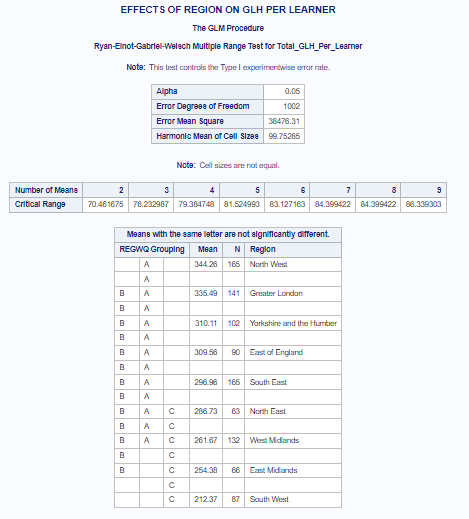 EFFECTS OF REGION ON GLH PER LEARNER
The GLM Procedure
Ryan-Einot-Gabriel-Welsch Multiple Range Test for Total_GLH_Per_Learner
Note: This test controls the Type I experimentwise error rate.
Alpha 0.05
Error Degrees of Freedom 1002
Error Mean Square 38476.31
Harmonic Mean of Cell Sizes 99.75285
Note: Cell sizes are not equal.
Number of Means 2 3 4 5 6 7 8 9
Critical Range 70.461675 76.232987 79.384748 81.524993 83.127163 84.399422 84.399422 86.339303
Means with the same letter are not significantly different.
REGWQ Grouping Mean N Region
A 344.26 165 North West
A
B A 335.49 141 Greater London
B A
B A 310.11 102 Yorkshire and the Humber
B A
B A 309.56 90 East of England
B A
B A 296.96 165 South East
B A
B A C 286.73 63 North East
B A C
B A C 261.67 132 West Midlands
B C
B C 254.38 66 East Midlands
C
C 212.37 87 South West